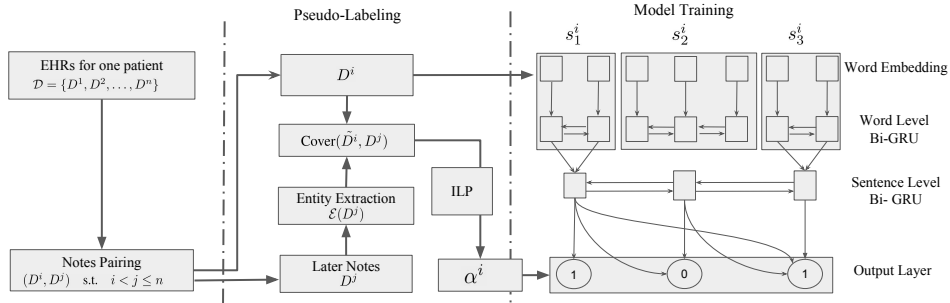 Pseudo-Labeling
Model Training
EHRs for one patient
𝒟 = {D¹, D², . . . , Dⁿ}
Notes Pairing
(Dⁱ, Dʲ) s.t. i < j ≤ n
Dⁱ
Cover(D̃ⁱ, Dʲ)
Entity Extraction
ℰ(Dʲ)
Later Notes
Dʲ
ILP
αⁱ
s₁ⁱ s₂ⁱ s₃ⁱ
Word Embedding
Word Level
Bi-GRU
Sentence Level
Bi- GRU
1 0 1
Output Layer